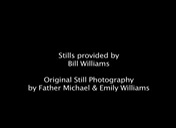 Stills provided by
Bill Williams
Original Still Photography
by Father Michael & Emily Williams